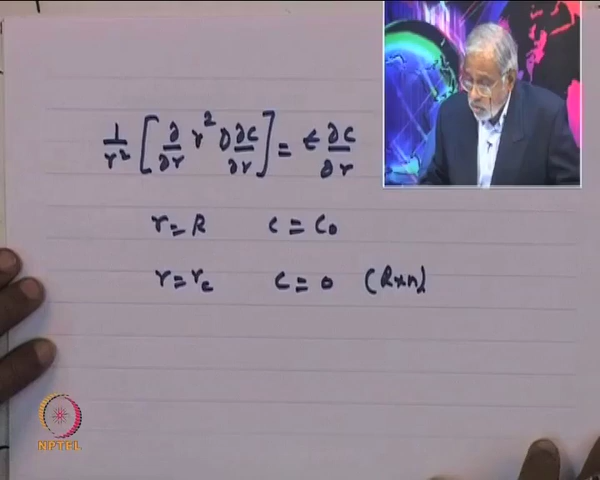 1/r² [∂/∂r r² D ∂c/∂r] = ε ∂c/∂r
r = R c = C₀
r = r_c c = 0 (Rxn)
NPTEL